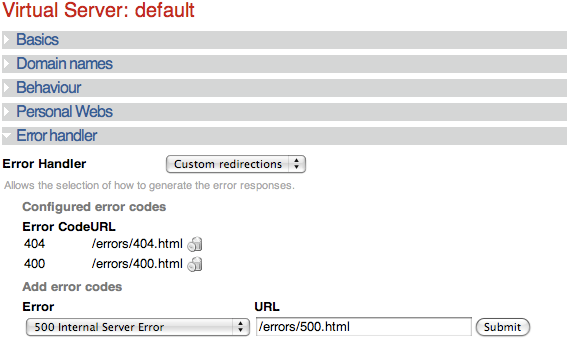 Virtual Server: default
Basics
Domain names
Behaviour
Personal Webs
Error handler
Error Handler Custom redirections
Allows the selection of how to generate the error responses.
Configured error codes
Error CodeURL
404 /errors/404.html
400 /errors/400.html
Add error codes
Error URL
500 Internal Server Error /errors/500.html Submit